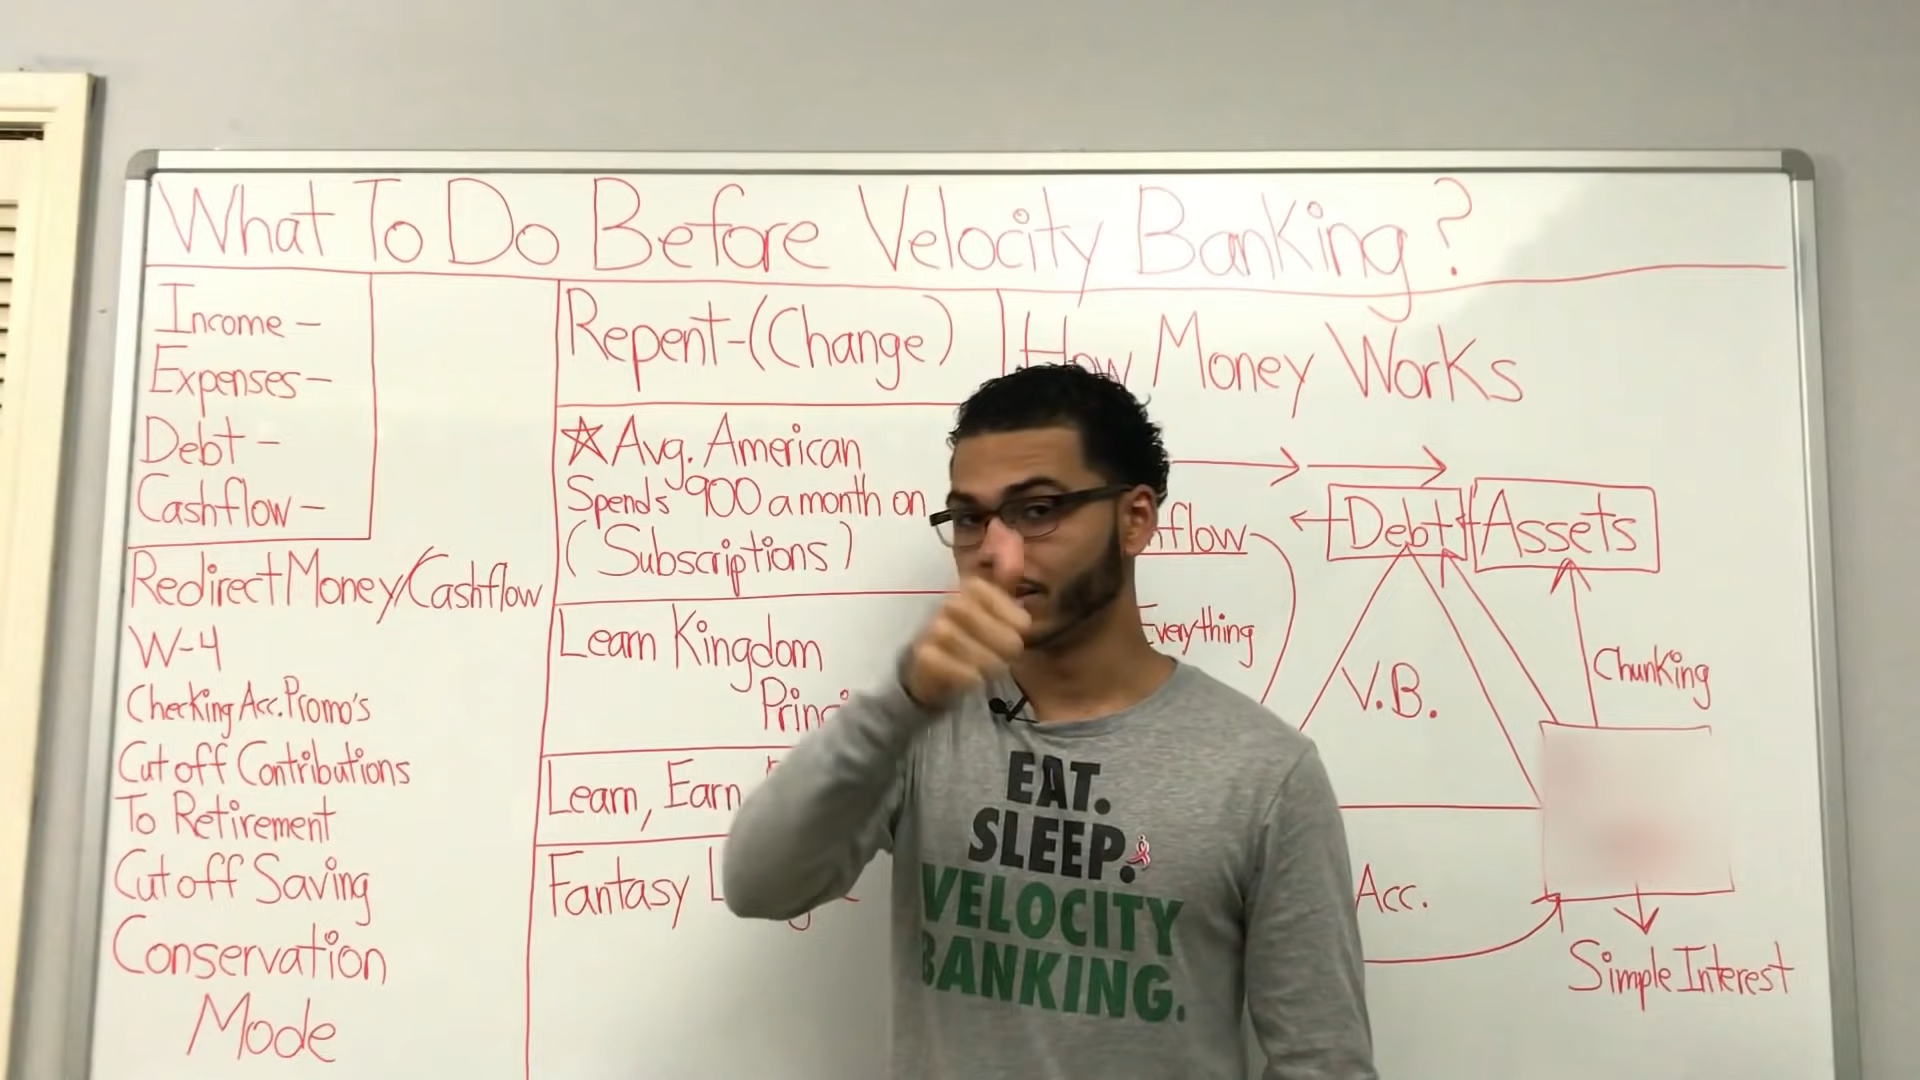 What To Do Before Velocity Banking?
Income -
Expenses -
Debt -
Cashflow -
Redirect Money/Cashflow
W-4
Checking Acc. Promo's
Cut off Contributions
To Retirement
Cut off Saving
Conservation
Mode
Repent - (Change)
☆ Avg. American
Spends 900 a month on
(Subscriptions)
Learn Kingdom
Learn, Earn
Fantasy
How Money Works
Debt
Assets
Everything
V.B.
Chunking
Acc.
Simple Interest
EAT.
SLEEP.
VELOCITY
BANKING.